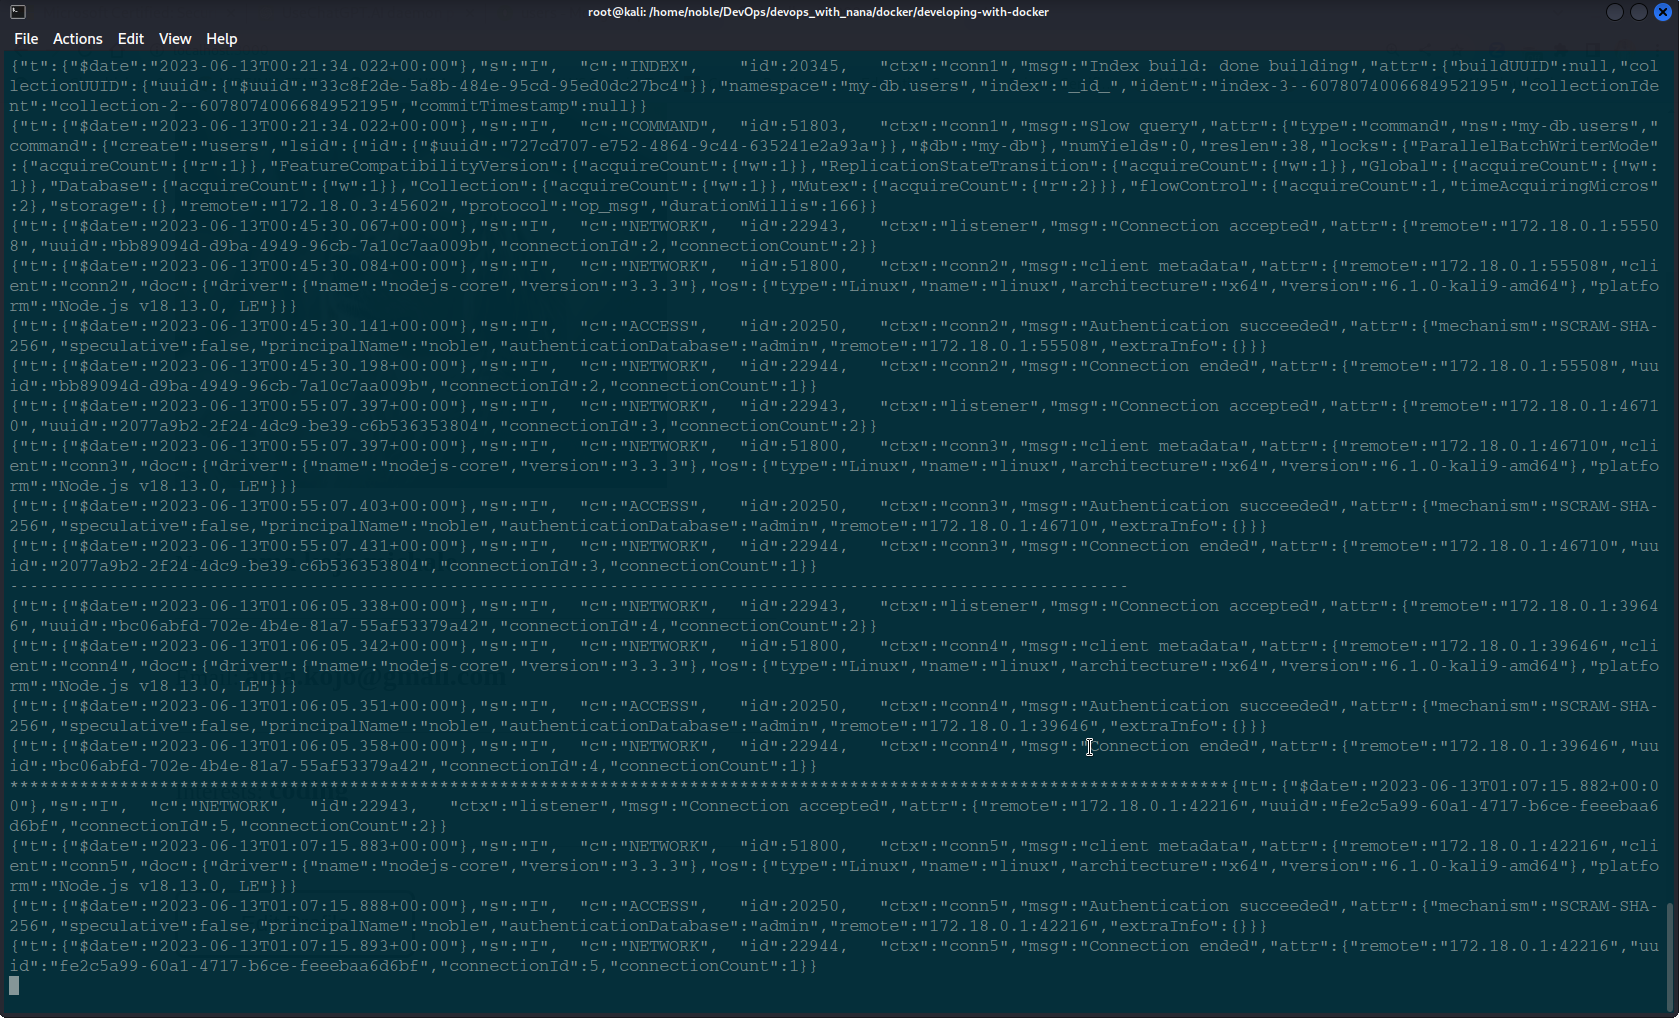 root@kali: /home/noble/DevOps/devops_with_nana/docker/developing-with-docker
File Actions Edit View Help
{"t":{"$date":"2023-06-13T00:21:34.022+00:00"},"s":"I",  "c":"INDEX",    "id":20345,   "ctx":"conn1","msg":"Index build: done building","attr":{"buildUUID":null,"col
lectionUUID":{"uuid":{"$uuid":"33c8f2de-5a8b-484e-95cd-95ed0dc27bc4"}},"namespace":"my-db.users","index":"_id_","ident":"index-3--6078074006684952195","collectionIde
nt":"collection-2--6078074006684952195","commitTimestamp":null}}
{"t":{"$date":"2023-06-13T00:21:34.022+00:00"},"s":"I",  "c":"COMMAND",  "id":51803,   "ctx":"conn1","msg":"Slow query","attr":{"type":"command","ns":"my-db.users","
command":{"create":"users","lsid":{"id":{"$uuid":"727cd707-e752-4864-9c44-635241e2a93a"}},"$db":"my-db"},"numYields":0,"reslen":38,"locks":{"ParallelBatchWriterMode"
:{"acquireCount":{"r":1}},"FeatureCompatibilityVersion":{"acquireCount":{"w":1}},"ReplicationStateTransition":{"acquireCount":{"w":1}},"Global":{"acquireCount":{"w":
1}},"Database":{"acquireCount":{"w":1}},"Collection":{"acquireCount":{"w":1}},"Mutex":{"acquireCount":{"r":2}}},"flowControl":{"acquireCount":1,"timeAcquiringMicros"
:2},"storage":{},"remote":"172.18.0.3:45602","protocol":"op_msg","durationMillis":166}}
{"t":{"$date":"2023-06-13T00:45:30.067+00:00"},"s":"I",  "c":"NETWORK",  "id":22943,   "ctx":"listener","msg":"Connection accepted","attr":{"remote":"172.18.0.1:5550
8","uuid":"bb89094d-d9ba-4949-96cb-7a10c7aa009b","connectionId":2,"connectionCount":2}}
{"t":{"$date":"2023-06-13T00:45:30.084+00:00"},"s":"I",  "c":"NETWORK",  "id":51800,   "ctx":"conn2","msg":"client metadata","attr":{"remote":"172.18.0.1:55508","cli
ent":"conn2","doc":{"driver":{"name":"nodejs-core","version":"3.3.3"},"os":{"type":"Linux","name":"linux","architecture":"x64","version":"6.1.0-kali9-amd64"},"platfo
rm":"Node.js v18.13.0, LE"}}}
{"t":{"$date":"2023-06-13T00:45:30.141+00:00"},"s":"I",  "c":"ACCESS",   "id":20250,   "ctx":"conn2","msg":"Authentication succeeded","attr":{"mechanism":"SCRAM-SHA-
256","speculative":false,"principalName":"noble","authenticationDatabase":"admin","remote":"172.18.0.1:55508","extraInfo":{}}}
{"t":{"$date":"2023-06-13T00:45:30.198+00:00"},"s":"I",  "c":"NETWORK",  "id":22944,   "ctx":"conn2","msg":"Connection ended","attr":{"remote":"172.18.0.1:55508","uu
id":"bb89094d-d9ba-4949-96cb-7a10c7aa009b","connectionId":2,"connectionCount":1}}
{"t":{"$date":"2023-06-13T00:55:07.397+00:00"},"s":"I",  "c":"NETWORK",  "id":22943,   "ctx":"listener","msg":"Connection accepted","attr":{"remote":"172.18.0.1:4671
0","uuid":"2077a9b2-2f24-4dc9-be39-c6b536353804","connectionId":3,"connectionCount":2}}
{"t":{"$date":"2023-06-13T00:55:07.397+00:00"},"s":"I",  "c":"NETWORK",  "id":51800,   "ctx":"conn3","msg":"client metadata","attr":{"remote":"172.18.0.1:46710","cli
ent":"conn3","doc":{"driver":{"name":"nodejs-core","version":"3.3.3"},"os":{"type":"Linux","name":"linux","architecture":"x64","version":"6.1.0-kali9-amd64"},"platfo
rm":"Node.js v18.13.0, LE"}}}
{"t":{"$date":"2023-06-13T00:55:07.403+00:00"},"s":"I",  "c":"ACCESS",   "id":20250,   "ctx":"conn3","msg":"Authentication succeeded","attr":{"mechanism":"SCRAM-SHA-
256","speculative":false,"principalName":"noble","authenticationDatabase":"admin","remote":"172.18.0.1:46710","extraInfo":{}}}
{"t":{"$date":"2023-06-13T00:55:07.431+00:00"},"s":"I",  "c":"NETWORK",  "id":22944,   "ctx":"conn3","msg":"Connection ended","attr":{"remote":"172.18.0.1:46710","uu
id":"2077a9b2-2f24-4dc9-be39-c6b536353804","connectionId":3,"connectionCount":1}}
----------------------------------------------------------------------------------------------------------------
{"t":{"$date":"2023-06-13T01:06:05.338+00:00"},"s":"I",  "c":"NETWORK",  "id":22943,   "ctx":"listener","msg":"Connection accepted","attr":{"remote":"172.18.0.1:3964
6","uuid":"bc06abfd-702e-4b4e-81a7-55af53379a42","connectionId":4,"connectionCount":2}}
{"t":{"$date":"2023-06-13T01:06:05.342+00:00"},"s":"I",  "c":"NETWORK",  "id":51800,   "ctx":"conn4","msg":"client metadata","attr":{"remote":"172.18.0.1:39646","cli
ent":"conn4","doc":{"driver":{"name":"nodejs-core","version":"3.3.3"},"os":{"type":"Linux","name":"linux","architecture":"x64","version":"6.1.0-kali9-amd64"},"platfo
rm":"Node.js v18.13.0, LE"}}}
{"t":{"$date":"2023-06-13T01:06:05.351+00:00"},"s":"I",  "c":"ACCESS",   "id":20250,   "ctx":"conn4","msg":"Authentication succeeded","attr":{"mechanism":"SCRAM-SHA-
256","speculative":false,"principalName":"noble","authenticationDatabase":"admin","remote":"172.18.0.1:39646","extraInfo":{}}}
{"t":{"$date":"2023-06-13T01:06:05.358+00:00"},"s":"I",  "c":"NETWORK",  "id":22944,   "ctx":"conn4","msg":"Connection ended","attr":{"remote":"172.18.0.1:39646","uu
id":"bc06abfd-702e-4b4e-81a7-55af53379a42","connectionId":4,"connectionCount":1}}
**************************************************************************************************************************{"t":{"$date":"2023-06-13T01:07:15.882+00:0
0"},"s":"I",  "c":"NETWORK",  "id":22943,   "ctx":"listener","msg":"Connection accepted","attr":{"remote":"172.18.0.1:42216","uuid":"fe2c5a99-60a1-4717-b6ce-feeebaa6
d6bf","connectionId":5,"connectionCount":2}}
{"t":{"$date":"2023-06-13T01:07:15.883+00:00"},"s":"I",  "c":"NETWORK",  "id":51800,   "ctx":"conn5","msg":"client metadata","attr":{"remote":"172.18.0.1:42216","cli
ent":"conn5","doc":{"driver":{"name":"nodejs-core","version":"3.3.3"},"os":{"type":"Linux","name":"linux","architecture":"x64","version":"6.1.0-kali9-amd64"},"platfo
rm":"Node.js v18.13.0, LE"}}}
{"t":{"$date":"2023-06-13T01:07:15.888+00:00"},"s":"I",  "c":"ACCESS",   "id":20250,   "ctx":"conn5","msg":"Authentication succeeded","attr":{"mechanism":"SCRAM-SHA-
256","speculative":false,"principalName":"noble","authenticationDatabase":"admin","remote":"172.18.0.1:42216","extraInfo":{}}}
{"t":{"$date":"2023-06-13T01:07:15.893+00:00"},"s":"I",  "c":"NETWORK",  "id":22944,   "ctx":"conn5","msg":"Connection ended","attr":{"remote":"172.18.0.1:42216","uu
id":"fe2c5a99-60a1-4717-b6ce-feeebaa6d6bf","connectionId":5,"connectionCount":1}}